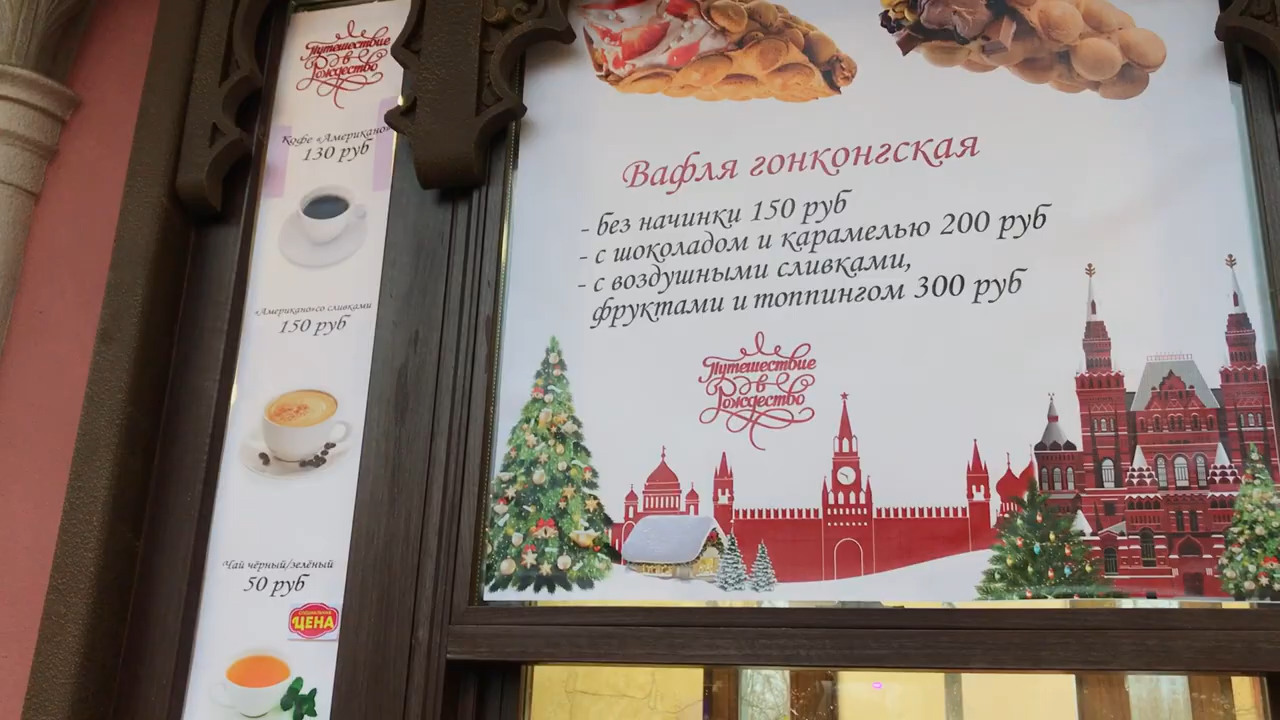 Путешествие
в
Рождество
Кофе «Американо»
130 руб
«Американо» со сливками
150 руб
Чай чёрный/зелёный
50 руб
СПЕЦИАЛЬНАЯ
ЦЕНА
Вафля гонконгская
- без начинки 150 руб
- с шоколадом и карамелью 200 руб
- с воздушными сливками,
фруктами и топпингом 300 руб
Путешествие
в
Рождество